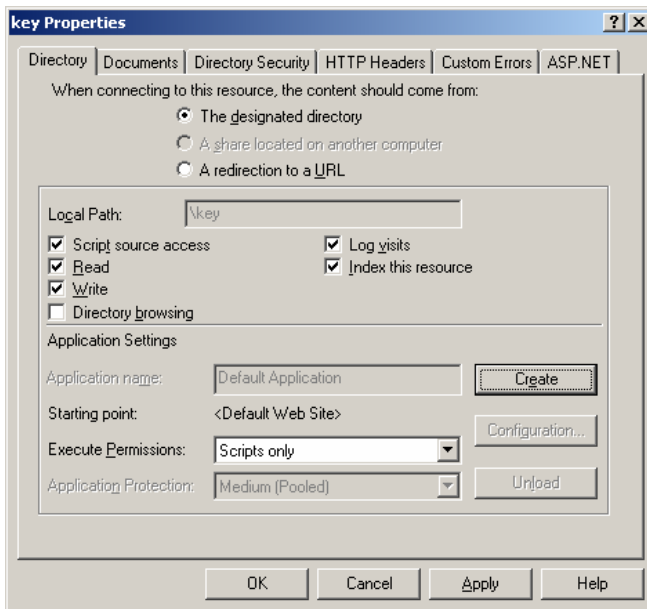 key Properties
Directory Documents Directory Security HTTP Headers Custom Errors ASP.NET
When connecting to this resource, the content should come from:
The designated directory
A share located on another computer
A redirection to a URL
Local Path: \key
Script source access Log visits
Read Index this resource
Write
Directory browsing
Application Settings
Application name: Default Application Create
Starting point: <Default Web Site>
Configuration...
Execute Permissions: Scripts only
Application Protection: Medium (Pooled) Unload
OK Cancel Apply Help